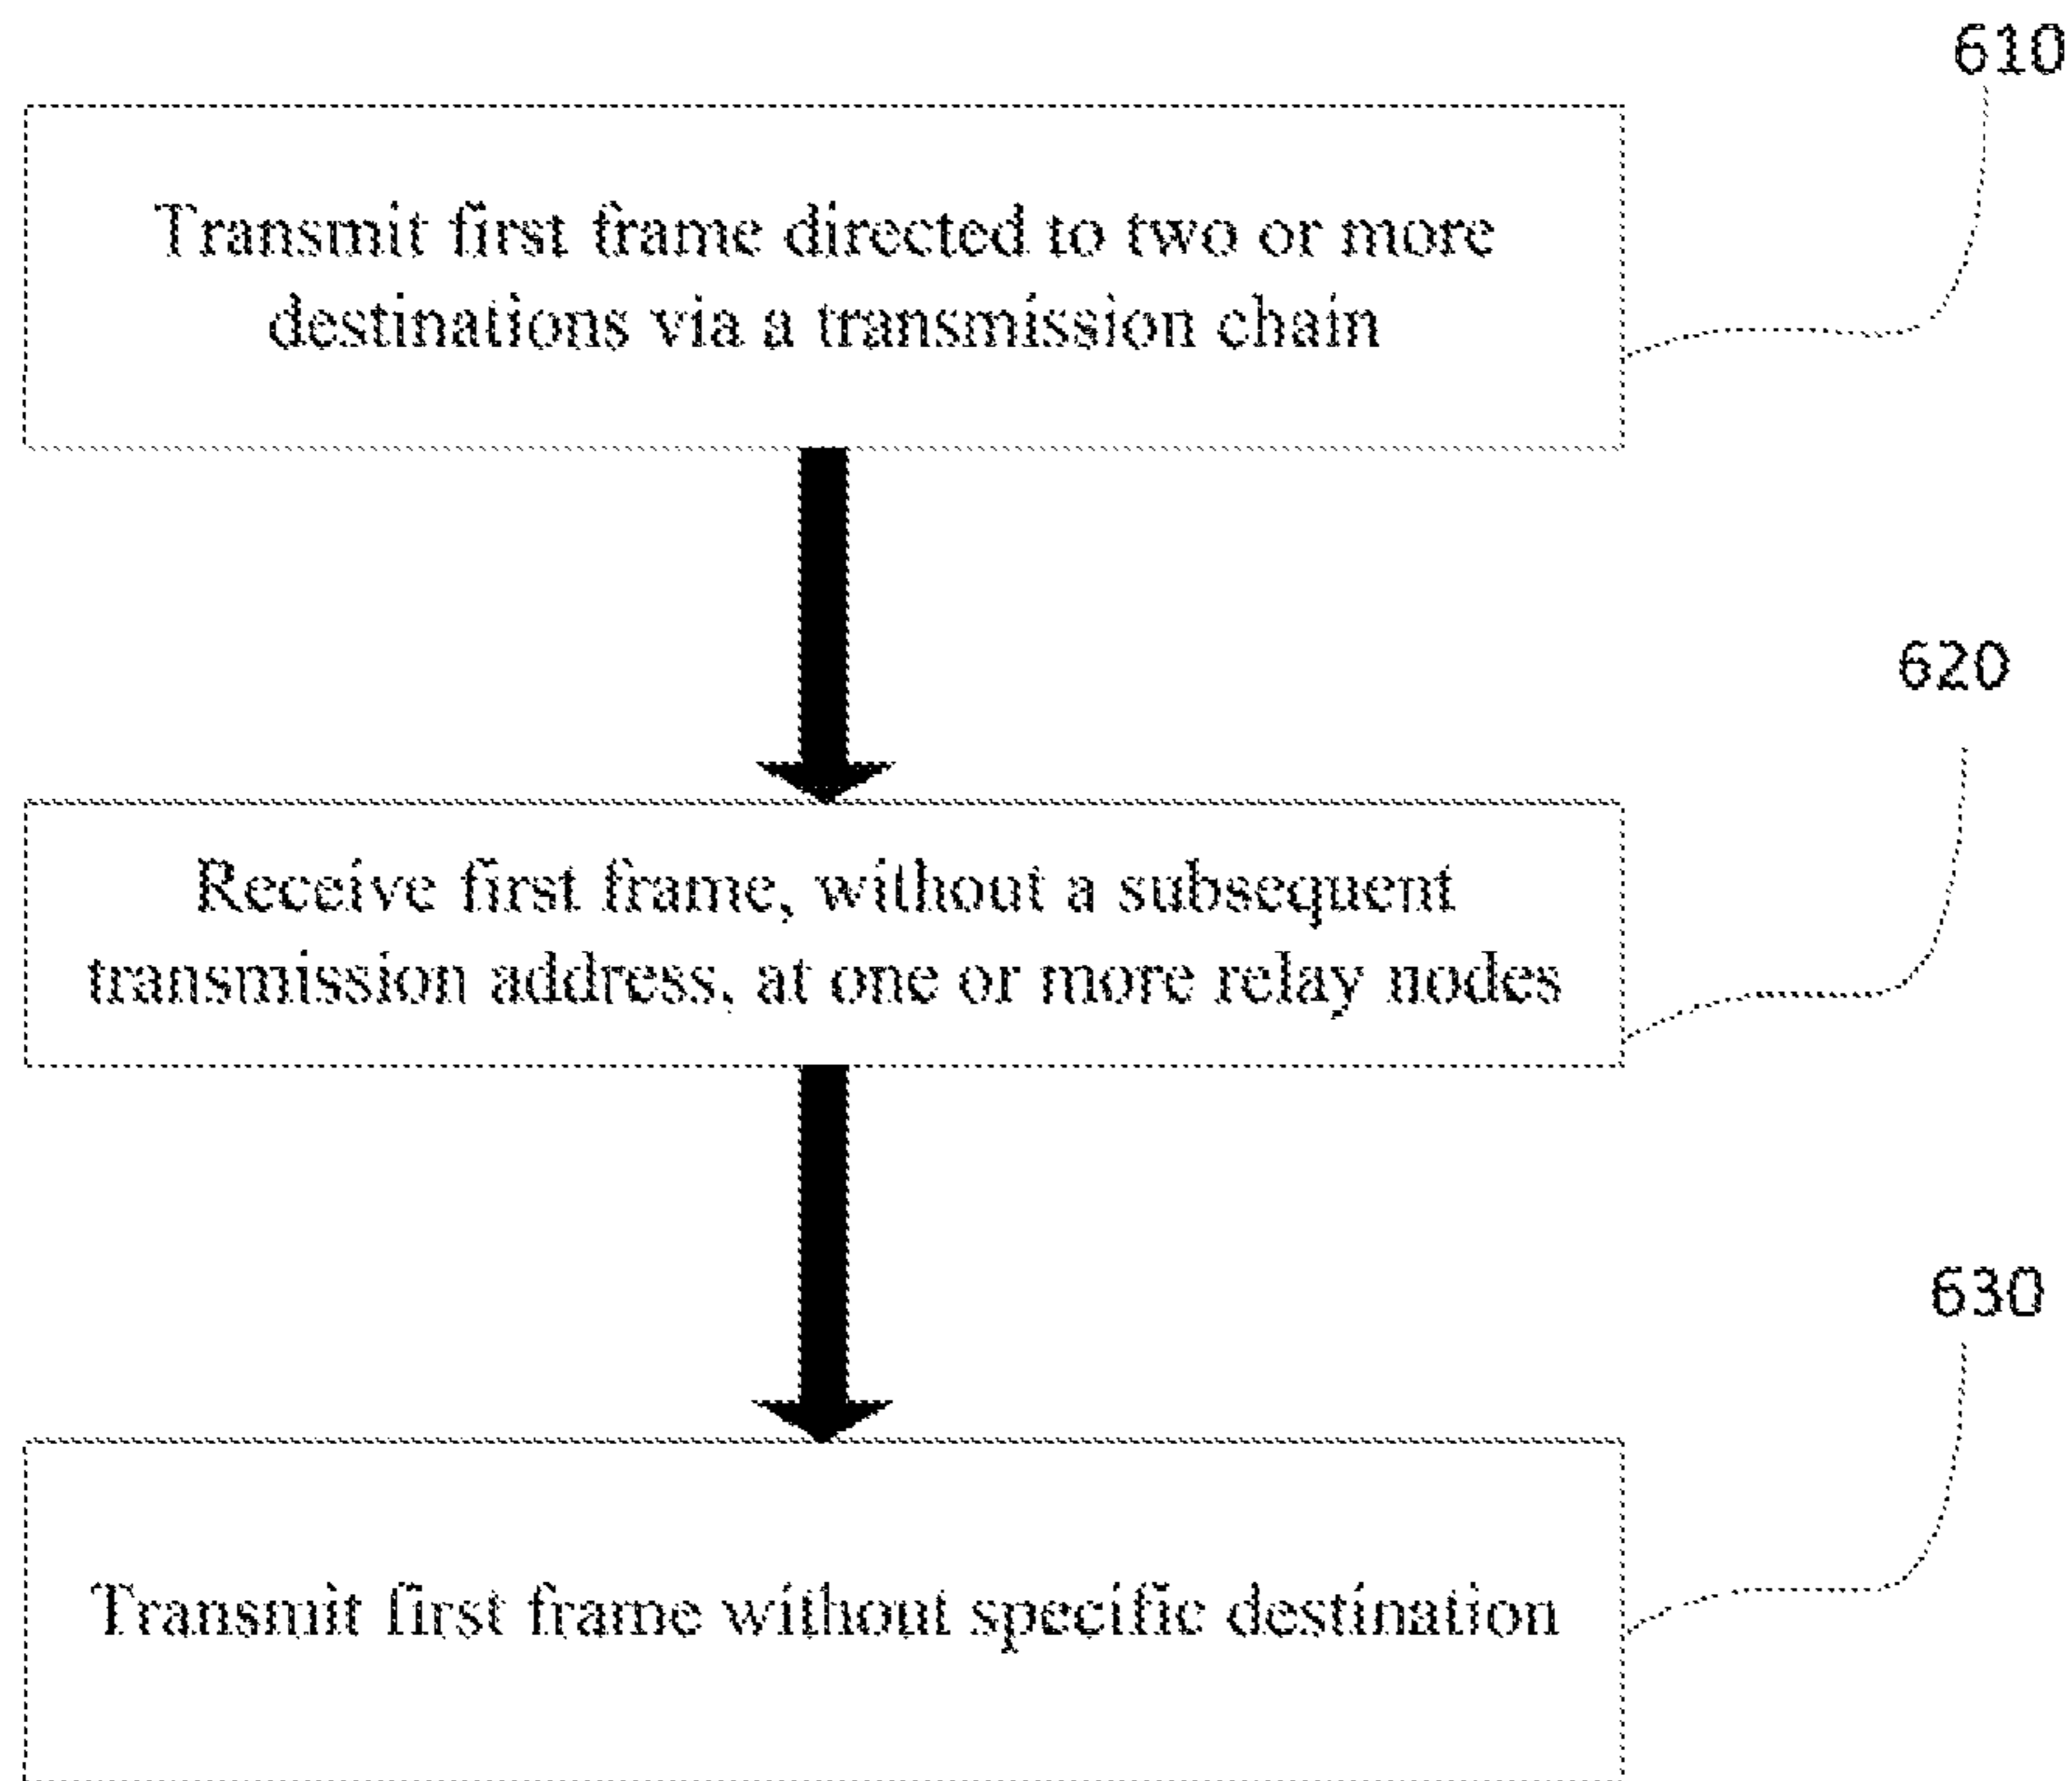 610
Transmit first frame directed to two or more
destinations via a transmission chain
620
Receive first frame, without a subsequent
transmission address, at one or more relay nodes
630
Transmit first frame without specific destination